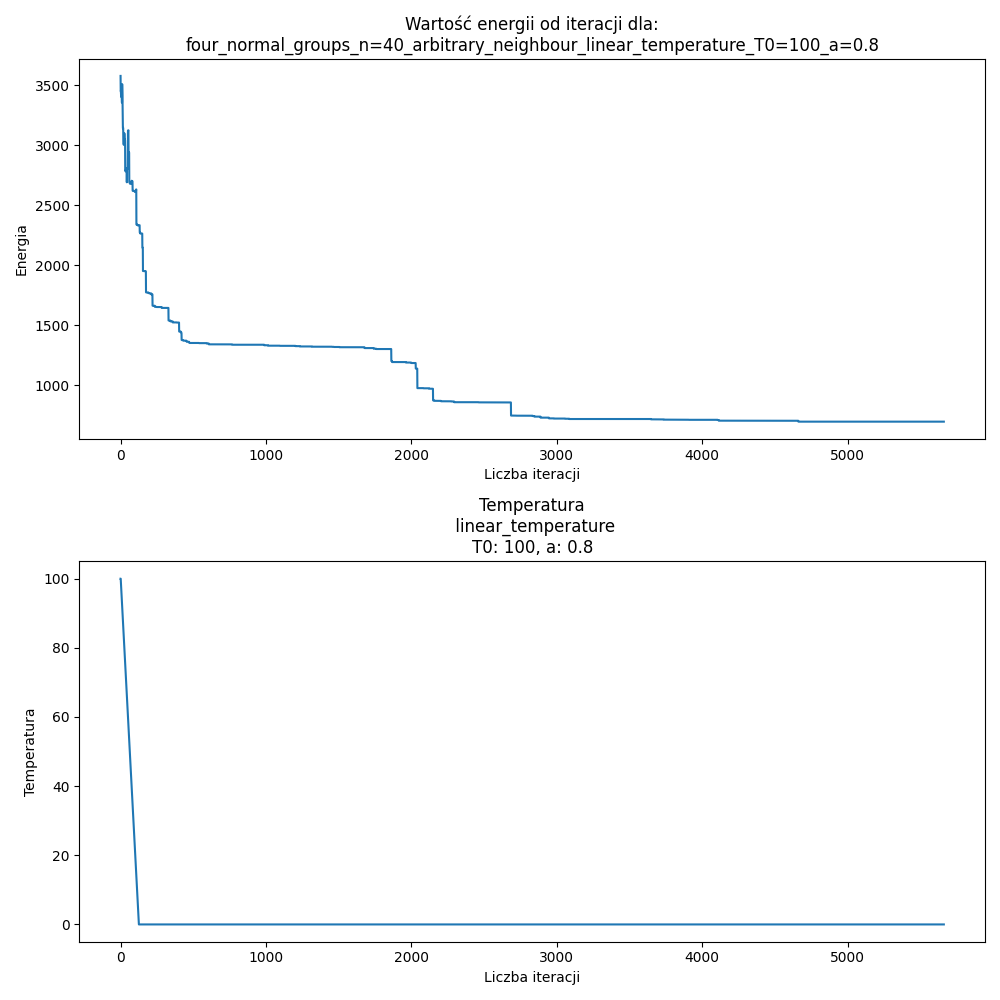 Wartość energii od iteracji dla:
four_normal_groups_n=40_arbitrary_neighbour_linear_temperature_T0=100_a=0.8
3500
3000
2500
2000
1500
1000
Energia
0 1000 2000 3000 4000 5000
Liczba iteracji
Temperatura
linear_temperature
T0: 100, a: 0.8
100
80
60
40
20
0
Temperatura
0 1000 2000 3000 4000 5000
Liczba iteracji